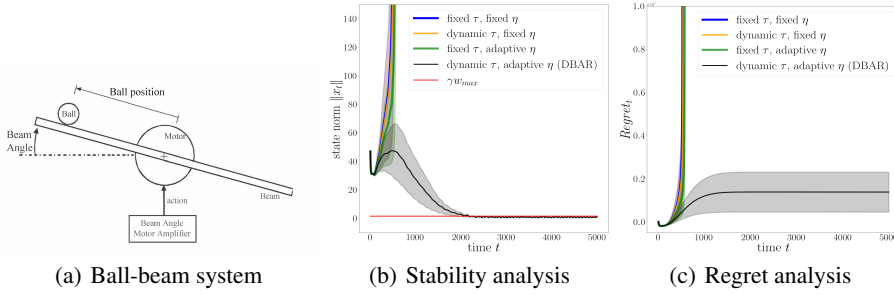 Ball position
Ball
Motor
Beam
Angle
Beam
action
Beam Angle
Motor Amplifier
(a) Ball-beam system
state norm ‖x_t‖
140
120
100
80
60
40
20
0
fixed τ, fixed η
dynamic τ, fixed η
fixed τ, adaptive η
dynamic τ, adaptive η (DBAR)
γw_max
0
1000
2000
3000
4000
5000
time t
(b) Stability analysis
Regret_t
1.0
0.8
0.6
0.4
0.2
0.0
fixed τ, fixed η
dynamic τ, fixed η
fixed τ, adaptive η
dynamic τ, adaptive η (DBAR)
0
1000
2000
3000
4000
5000
time t
(c) Regret analysis